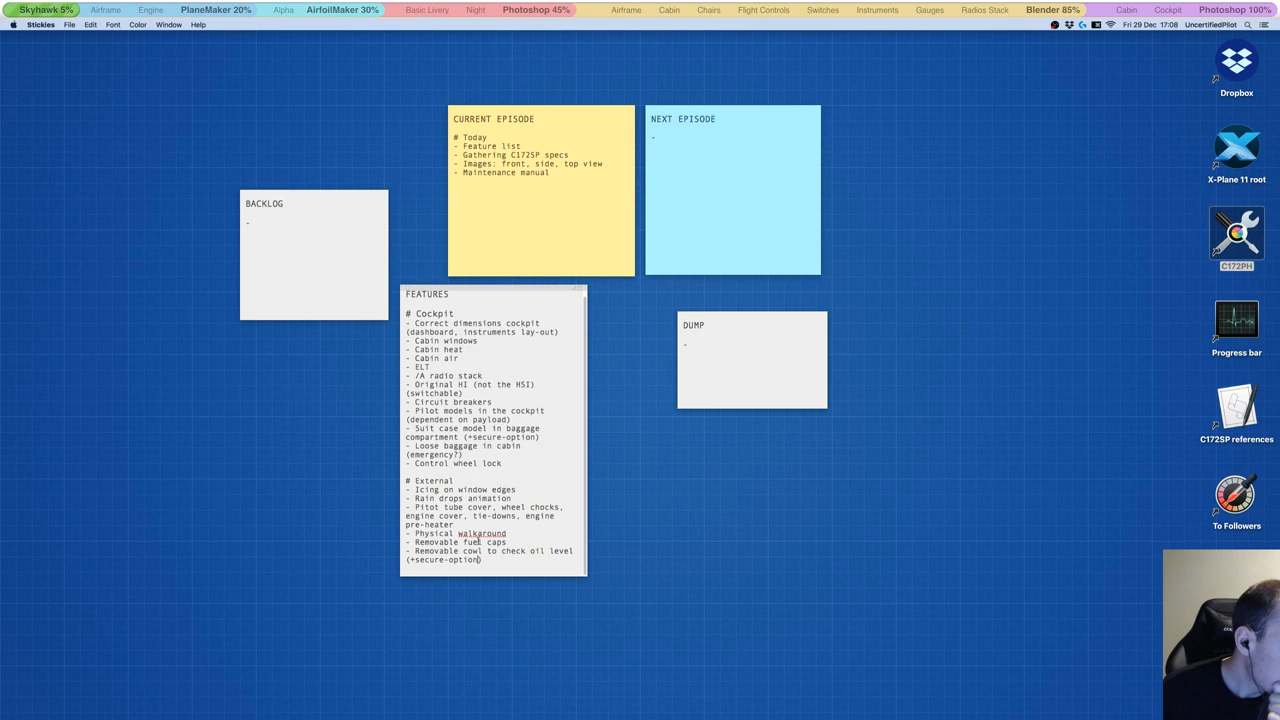 Skyhawk 5% Airframe Engine PlaneMaker 20% Alpha AirfoilMaker 30% Basic Livery Night Photoshop 45% Airframe Cabin Chairs Flight Controls Switches Instruments Gauges Radios Stack Blender 85% Cabin Cockpit Photoshop 100%
Stickies File Edit Font Color Window Help Fri 29 Dec 17:08 UncertifiedPilot
Dropbox
X-Plane 11 root
C172PH
Progress bar
C172SP references
To Followers
CURRENT EPISODE
# Today
- Feature list
- Gathering C172SP specs
- Images: front, side, top view
- Maintenance manual
NEXT EPISODE
-
BACKLOG
-
FEATURES
# Cockpit
- Correct dimensions cockpit
(dashboard, instruments lay-out)
- Cabin windows
- Cabin heat
- Cabin air
- ELT
- /A radio stack
- Original HI (not the HSI)
(switchable)
- Circuit breakers
- Pilot models in the cockpit
(dependent on payload)
- Suit case model in baggage
compartment (+secure-option)
- Loose baggage in cabin
(emergency?)
- Control wheel lock
# External
- Icing on window edges
- Rain drops animation
- Pitot tube cover, wheel chocks,
engine cover, tie-downs, engine
pre-heater
- Physical walkaround
- Removable fuel caps
- Removable cowl to check oil level
(+secure-option)
DUMP
-